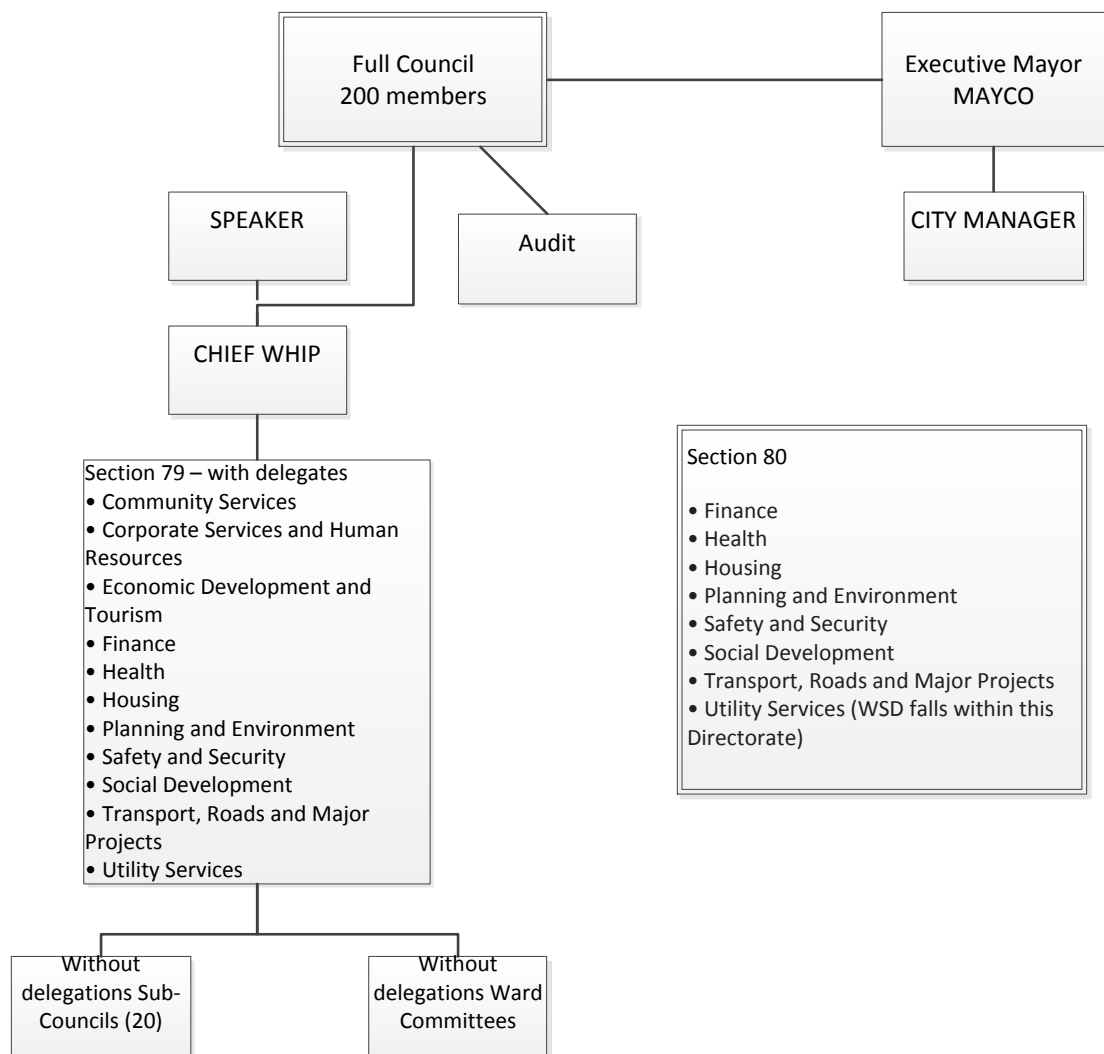 Full Council
200 members
Executive Mayor
MAYCO
SPEAKER
Audit
CITY MANAGER
CHIEF WHIP
Section 79 – with delegates
• Community Services
• Corporate Services and Human
Resources
• Economic Development and
Tourism
• Finance
• Health
• Housing
• Planning and Environment
• Safety and Security
• Social Development
• Transport, Roads and Major
Projects
• Utility Services
Section 80
• Finance
• Health
• Housing
• Planning and Environment
• Safety and Security
• Social Development
• Transport, Roads and Major Projects
• Utility Services (WSD falls within this
Directorate)
Without
delegations Sub-
Councils (20)
Without
delegations Ward
Committees